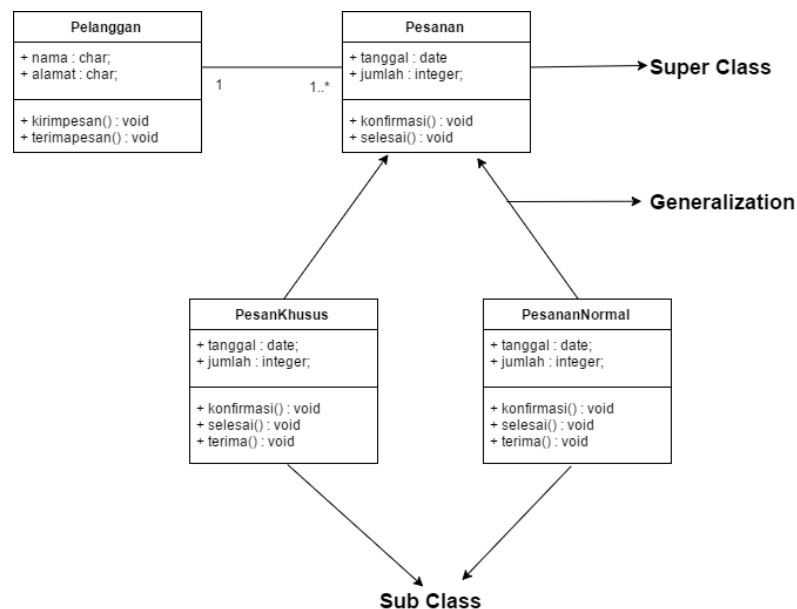 Pelanggan
+ nama : char;
+ alamat : char;
+ kirimpesan() : void
+ terimapesan() : void
1
1..*
Pesanan
+ tanggal : date
+ jumlah : integer;
+ konfirmasi() : void
+ selesai() : void
Super Class
Generalization
PesanKhusus
+ tanggal : date;
+ jumlah : integer;
+ konfirmasi() : void
+ selesai() : void
+ terima() : void
PesananNormal
+ tanggal : date;
+ jumlah : integer;
+ konfirmasi() : void
+ selesai() : void
+ terima() : void
Sub Class